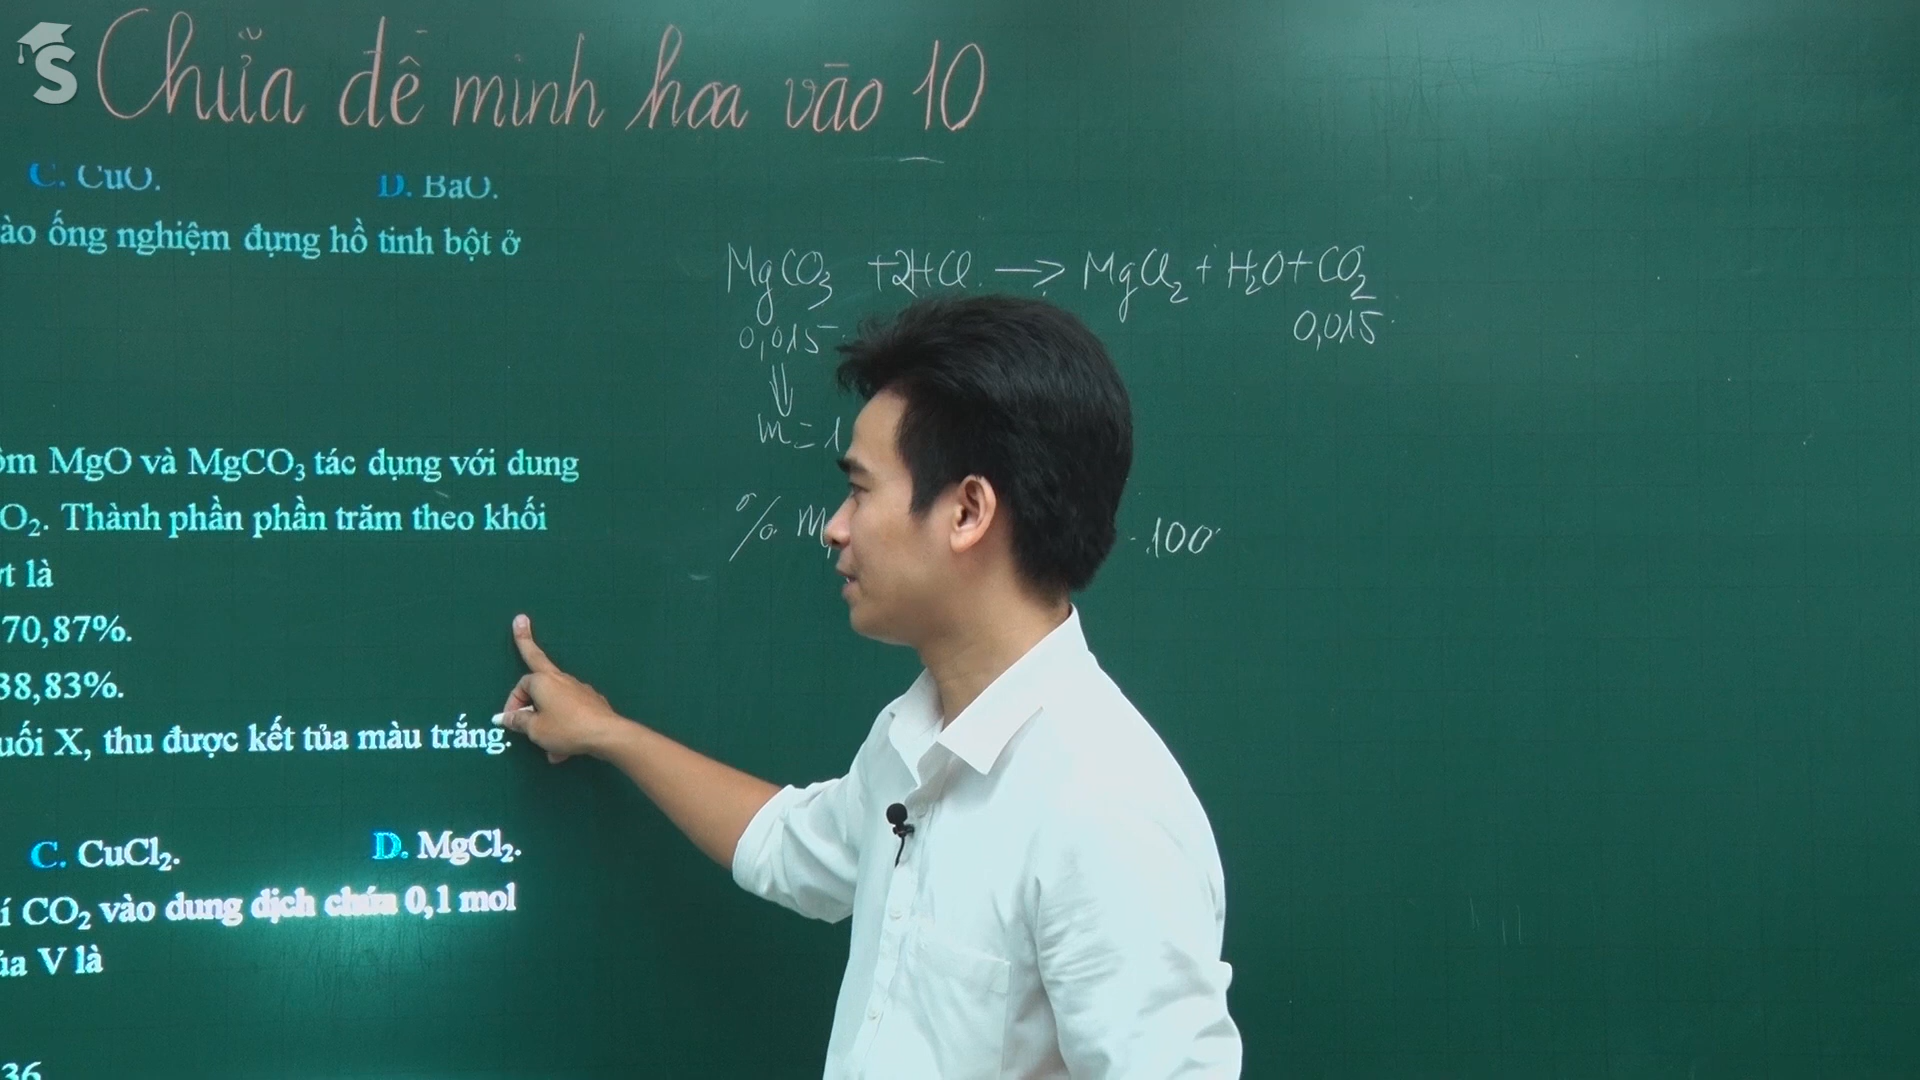 S
Chữa đề minh họa vào 10
C. CuO. D. BaO.
ào ống nghiệm đựng hồ tinh bột ở
MgCO3 + 2HCl → MgCl2 + H2O + CO2
0,015 0,015
m = 1
ồm MgO và MgCO3 tác dụng với dung
O2. Thành phần phần trăm theo khối
% M .100
ợt là
70,87%.
38,83%.
uối X, thu được kết tủa màu trắng.
C. CuCl2. D. MgCl2.
í CO2 vào dung dịch chứa 0,1 mol
ủa V là
36